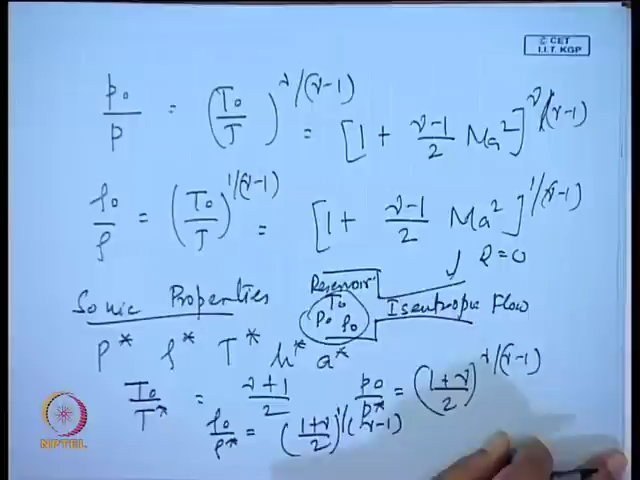 © CET
I.I.T. KGP
p₀/p = (T₀/T)^γ/(γ-1) = [1 + γ-1/2 Ma²]^γ/(γ-1)
ρ₀/ρ = (T₀/T)^1/(γ-1) = [1 + γ-1/2 Ma²]^1/(γ-1)
Q=0
Sonic Properties
Reservoir
T₀
P₀ ρ₀
Isentropic Flow
P* ρ* T* h* a*
T₀/T* = γ+1/2
p₀/p* = (1+γ/2)^γ/(γ-1)
ρ₀/ρ* = (1+γ/2)^1/(γ-1)
NPTEL